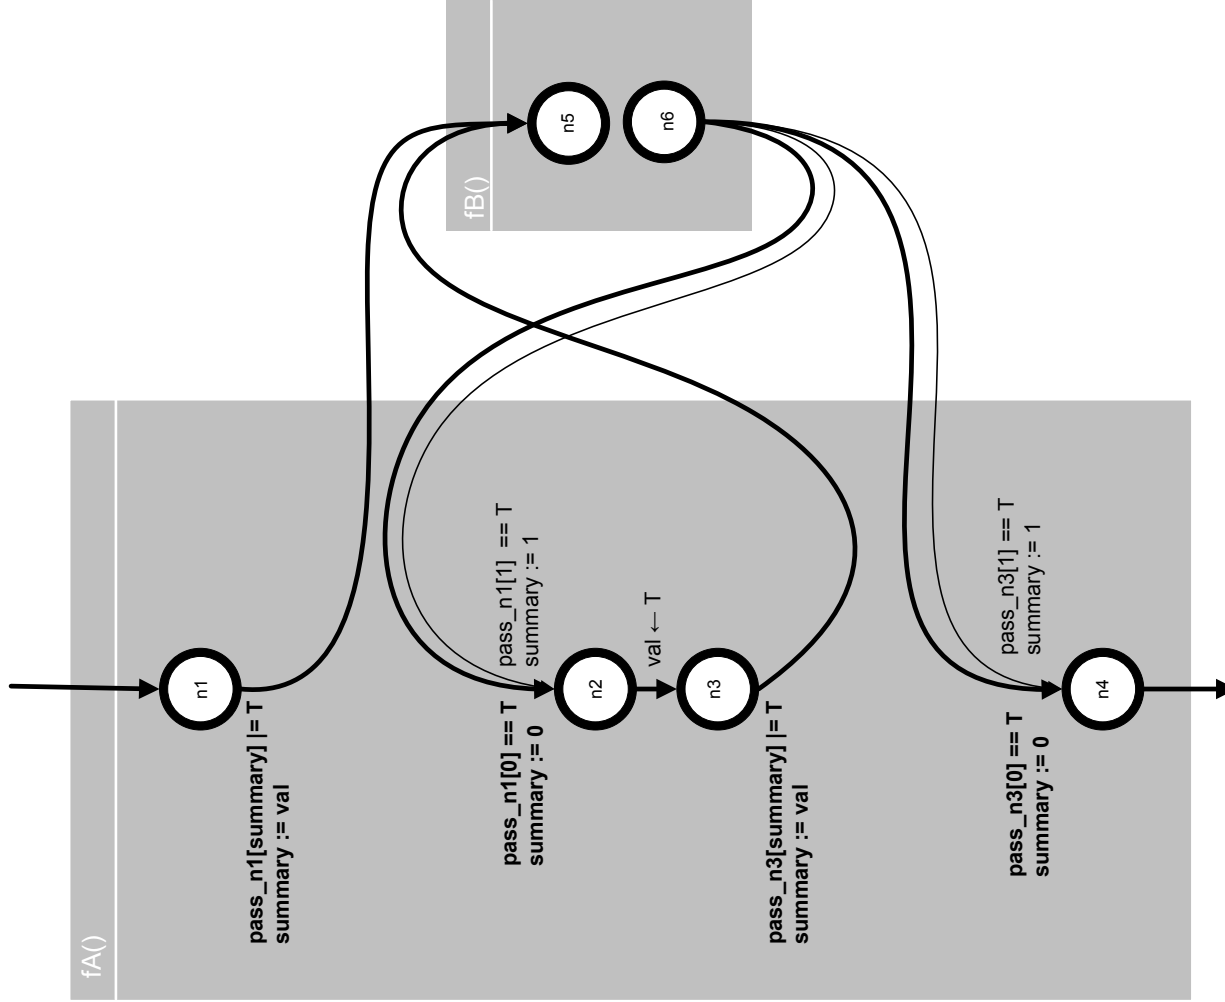 fB()
n5
n6
fA()
n1
pass_n1[summary] |= T
summary := val
pass_n1[1] == T
summary := 1
pass_n1[0] == T
summary := 0
n2
val ← T
n3
pass_n3[summary] |= T
summary := val
pass_n3[1] == T
summary := 1
pass_n3[0] == T
summary := 0
n4